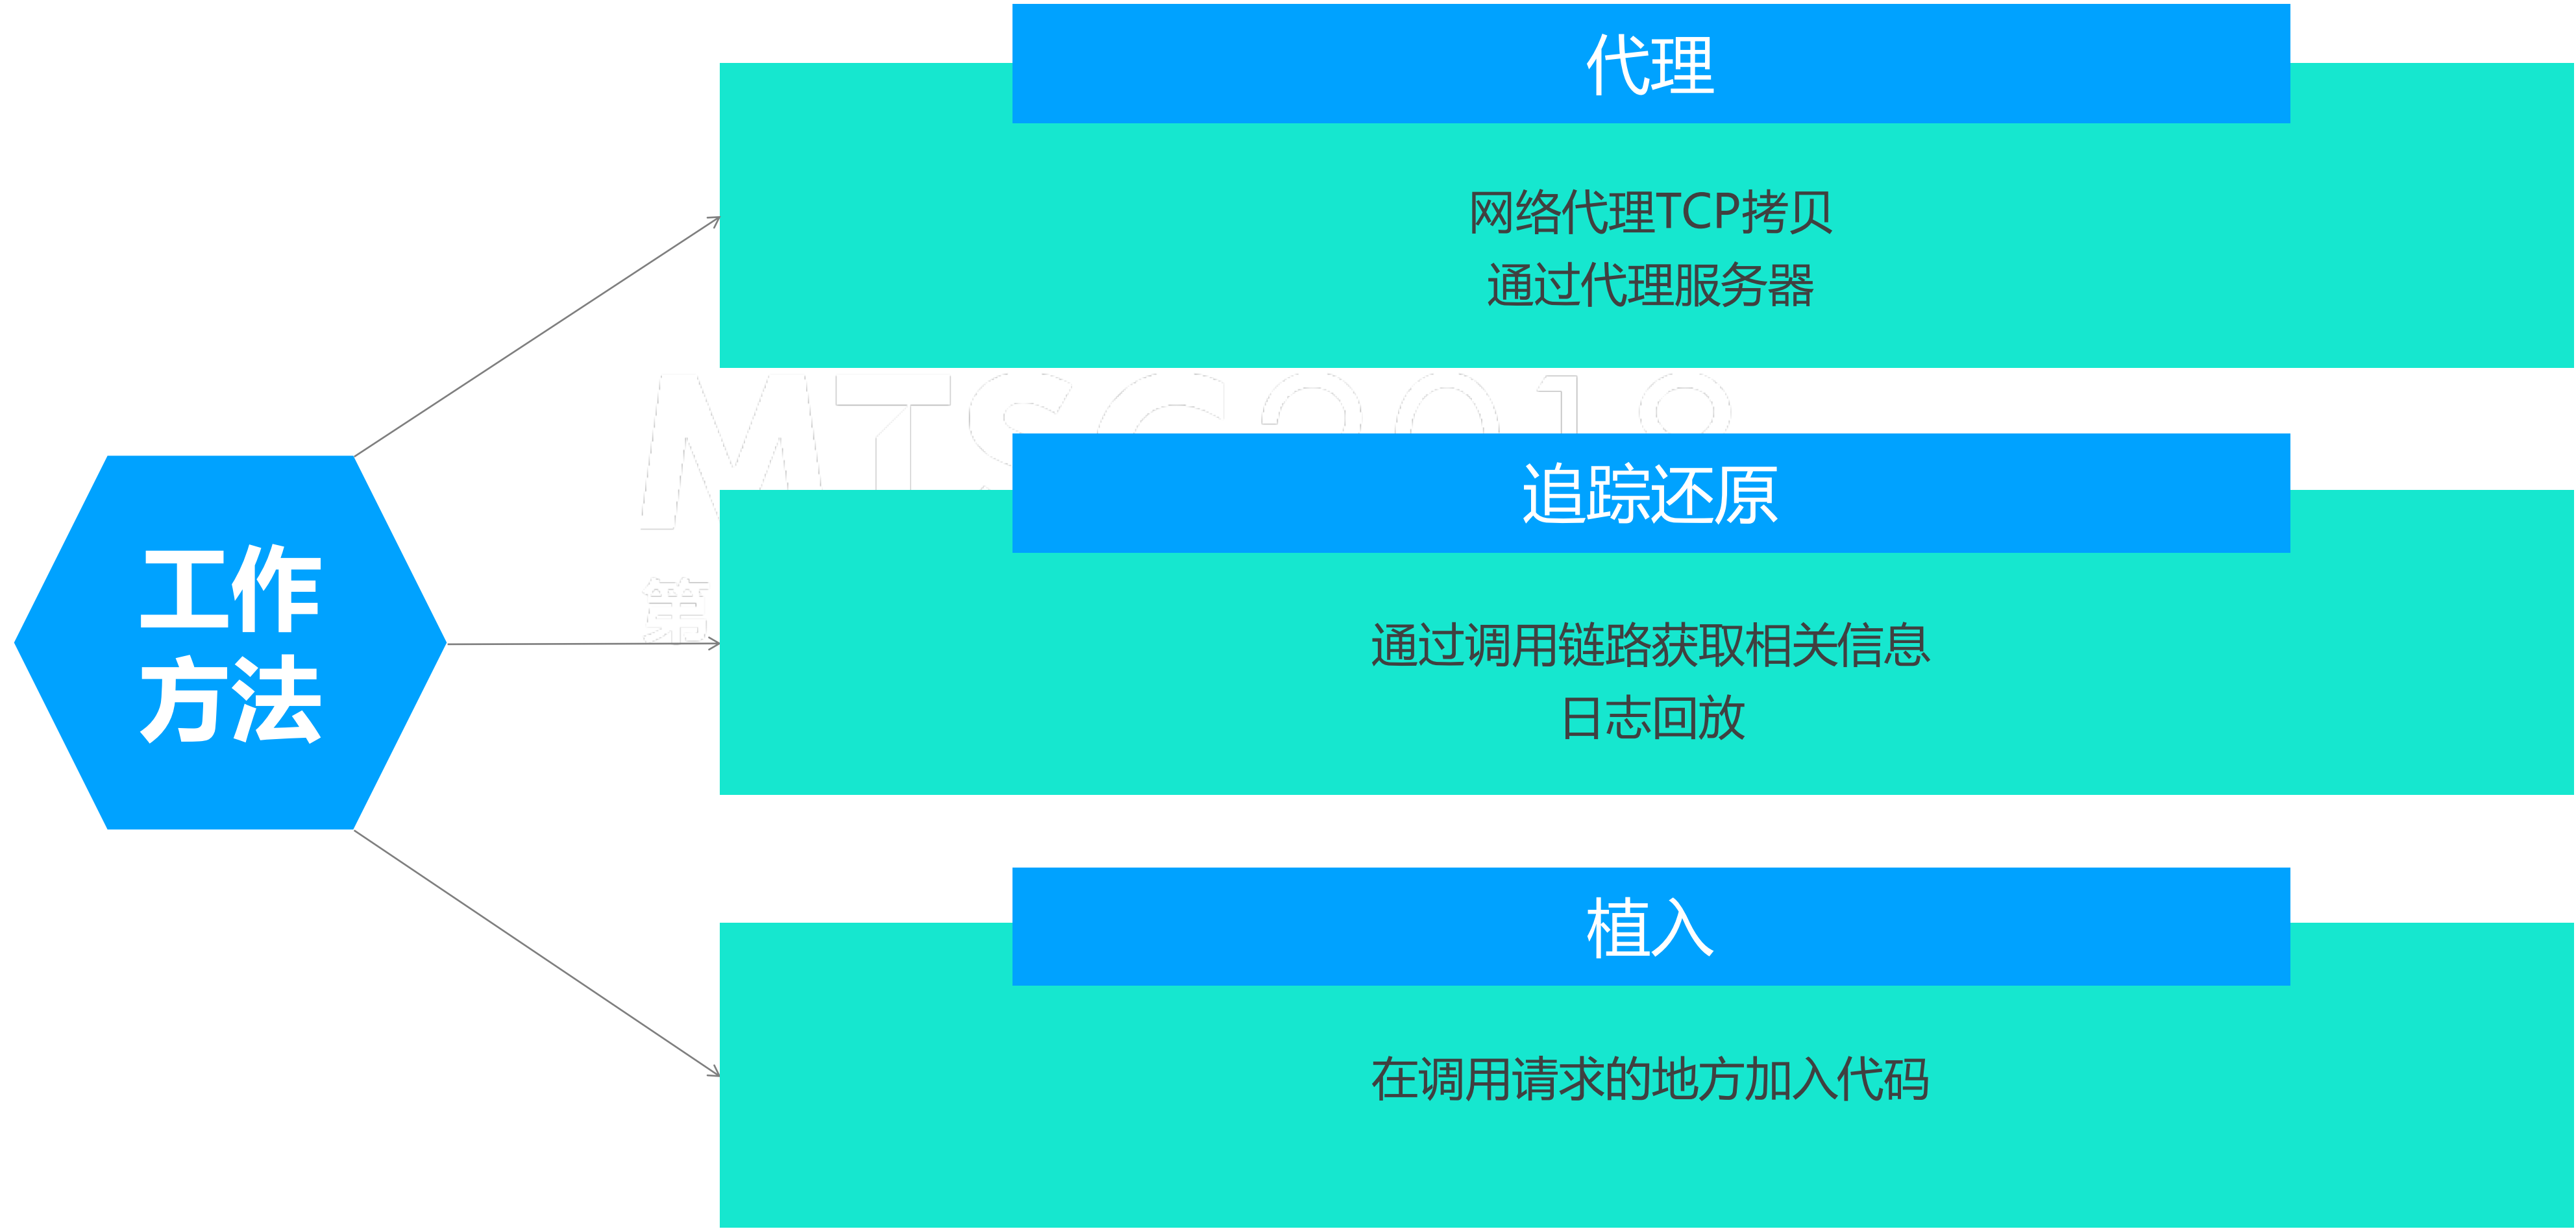 代理
网络代理TCP拷贝
通过代理服务器
MTSC2018
追踪还原
工作
方法
第
通过调用链路获取相关信息
日志回放
植入
在调用请求的地方加入代码